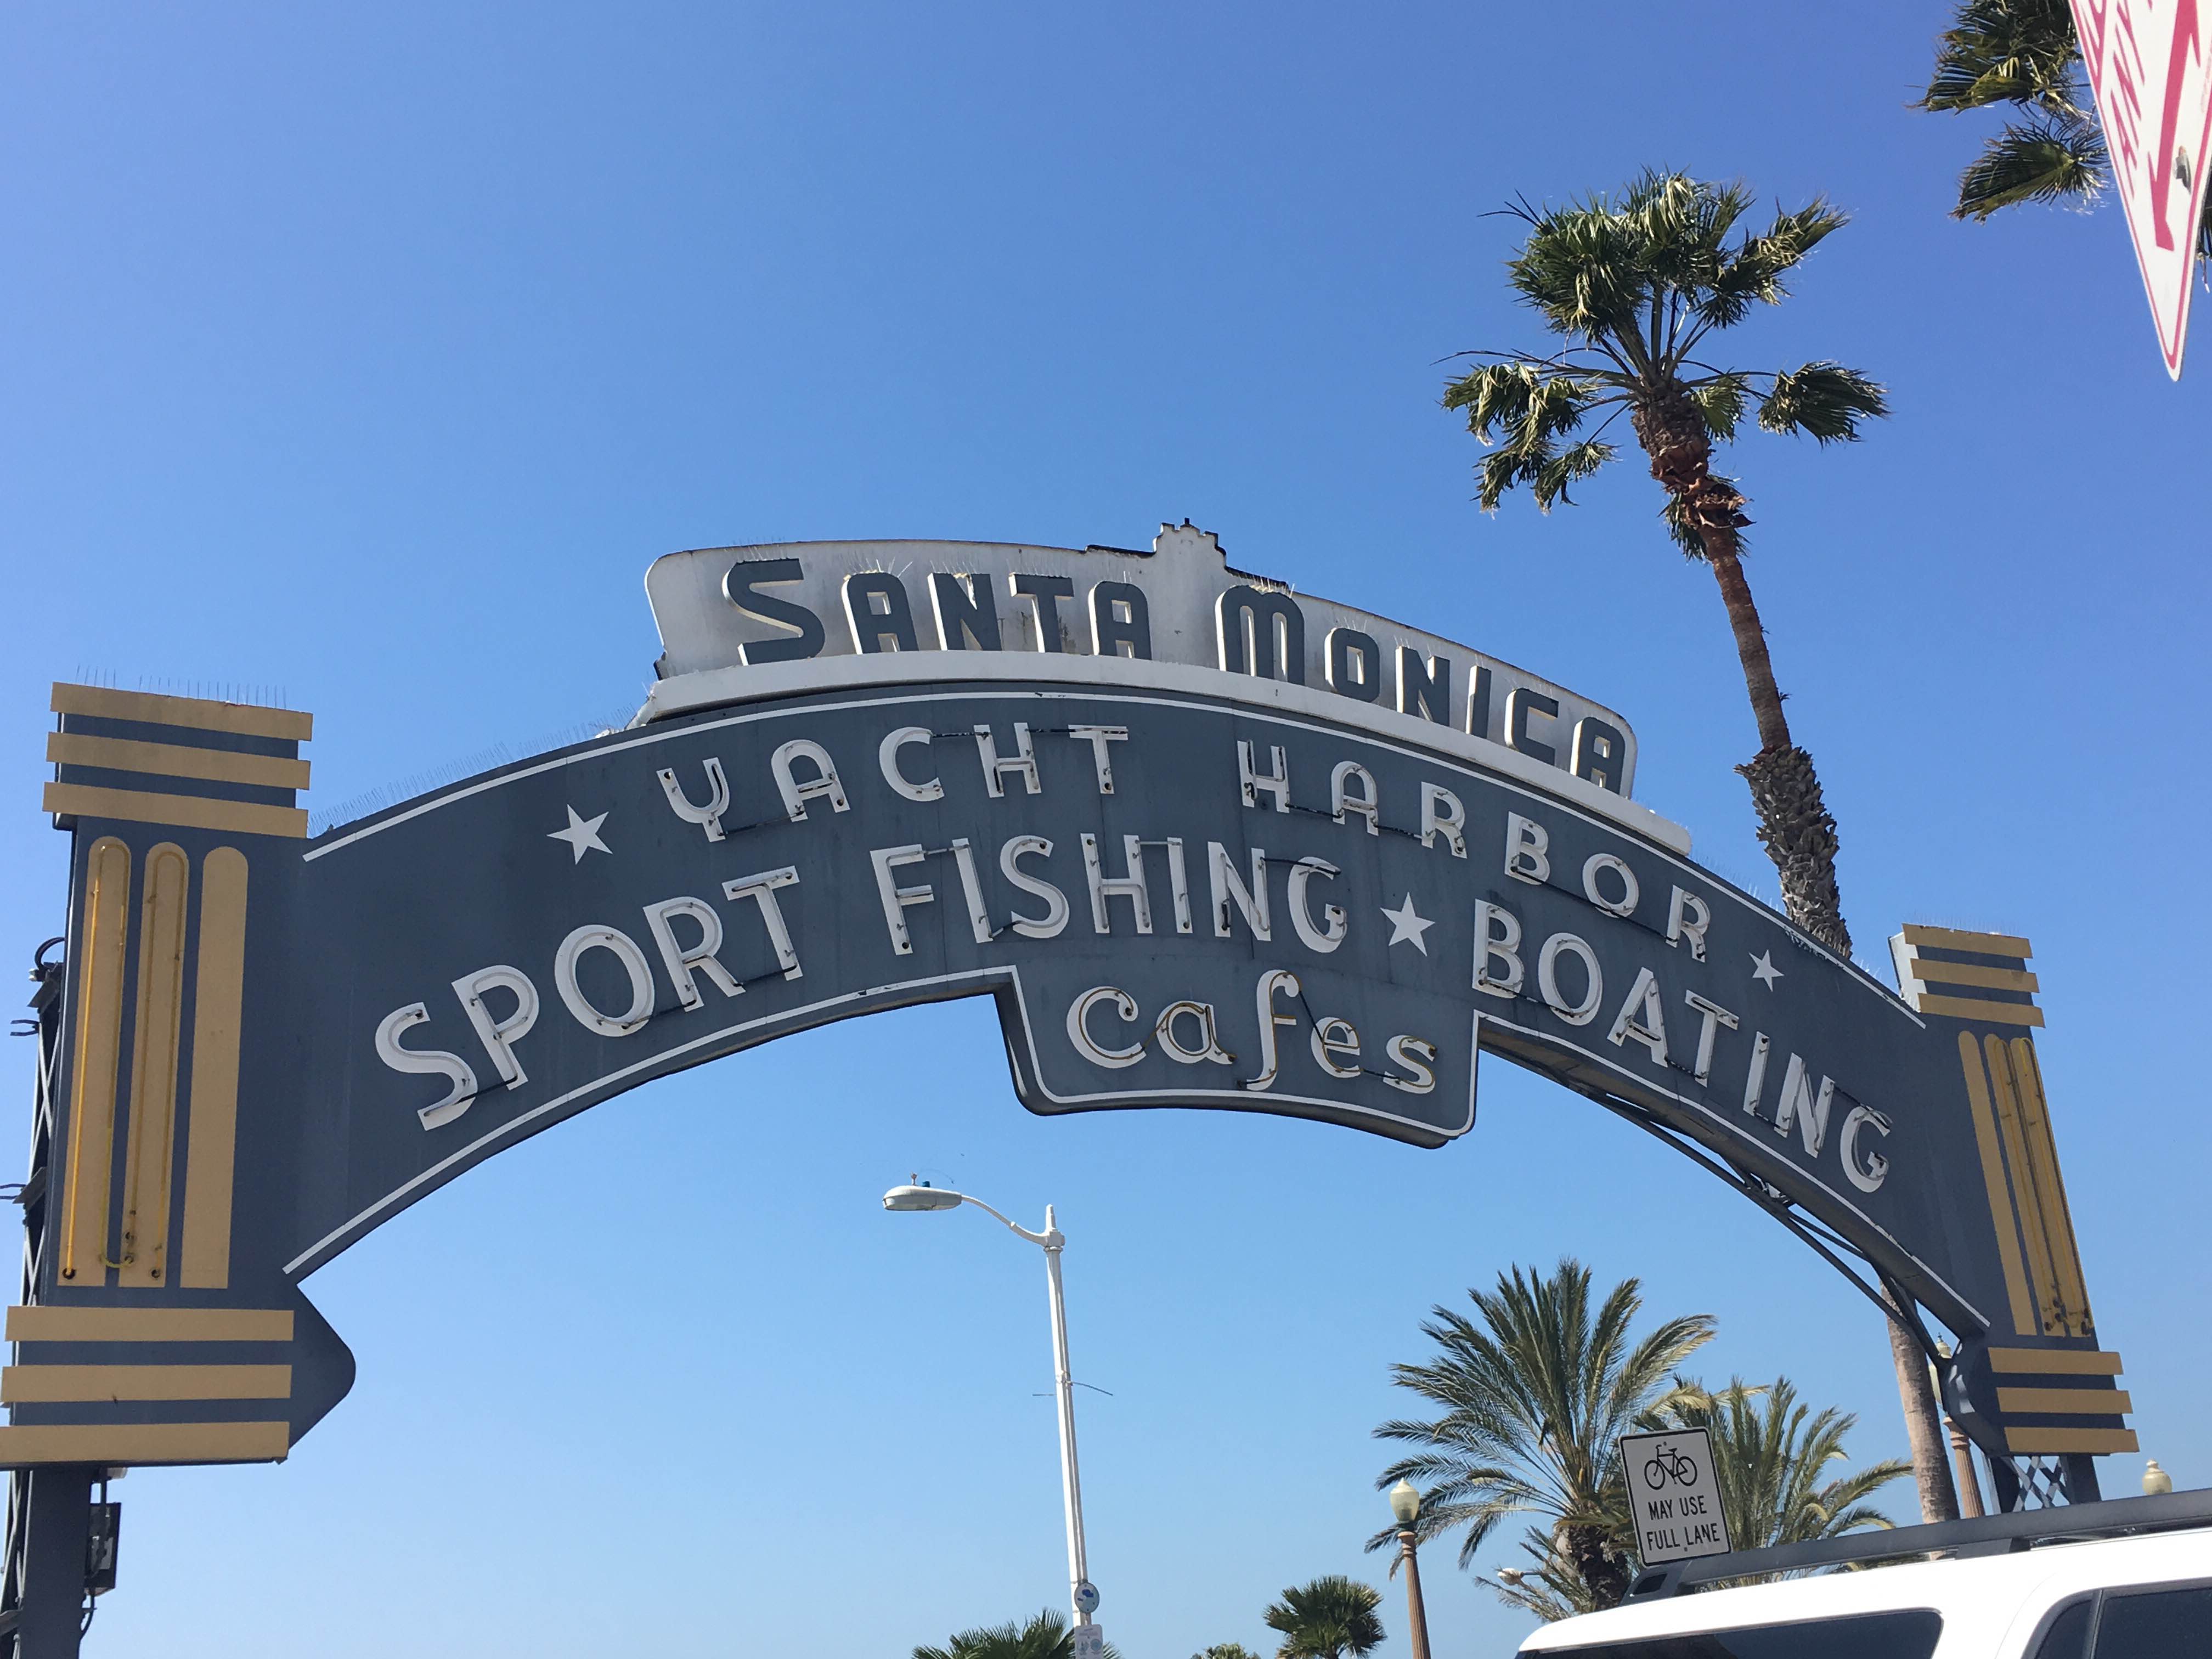 SANTA MONICA
★ YACHT HARBOR ★
SPORT FISHING ★ BOATING
Cafes
MAY USE
FULL LANE